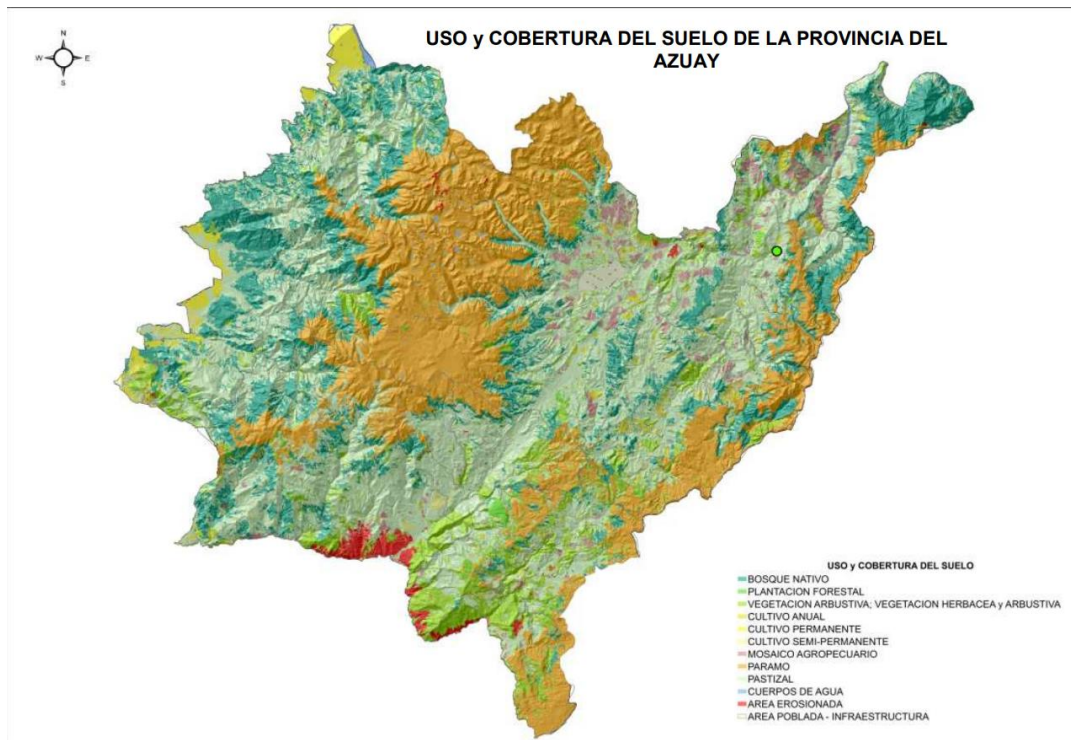 USO y COBERTURA DEL SUELO DE LA PROVINCIA DEL
AZUAY
N
W
E
S
USO y COBERTURA DEL SUELO
BOSQUE NATIVO
PLANTACION FORESTAL
VEGETACION ARBUSTIVA; VEGETACION HERBACEA y ARBUSTIVA
CULTIVO ANUAL
CULTIVO PERMANENTE
CULTIVO SEMI-PERMANENTE
MOSAICO AGROPECUARIO
PARAMO
PASTIZAL
CUERPOS DE AGUA
AREA EROSIONADA
AREA POBLADA - INFRAESTRUCTURA